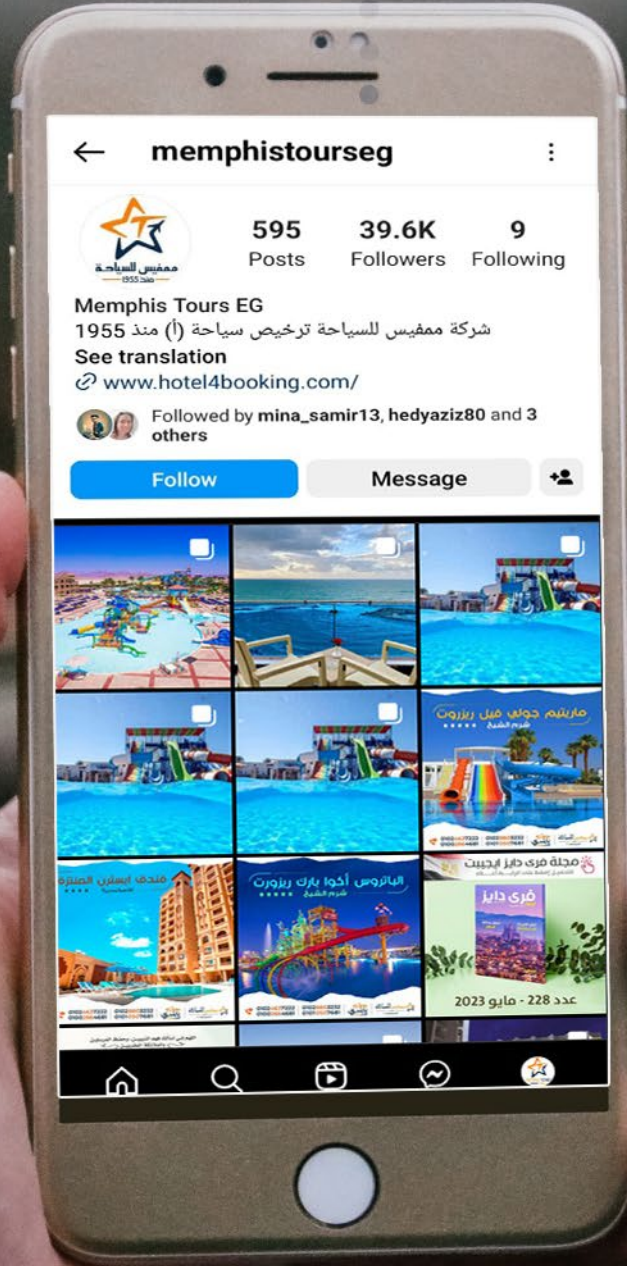 memphistourseg
ممفيس للسياحة
منذ 1955
595
39.6K
9
Posts
Followers
Following
Memphis Tours EG
شركة ممفيس للسياحة ترخيص سياحة (أ) منذ 1955
See translation
www.hotel4booking.com/
Followed by mina_samir13, hedyaziz80 and 3
others
Follow
Message
ماريتيم جولي فيل ريزورت
شرم الشيخ
فندق ايسترن المنتزة
الباتروس أكوا بارك ريزورت
شرم الشيخ
مجلة فري دايز ايجيبت
فري دايز
عدد 228 - مايو 2023